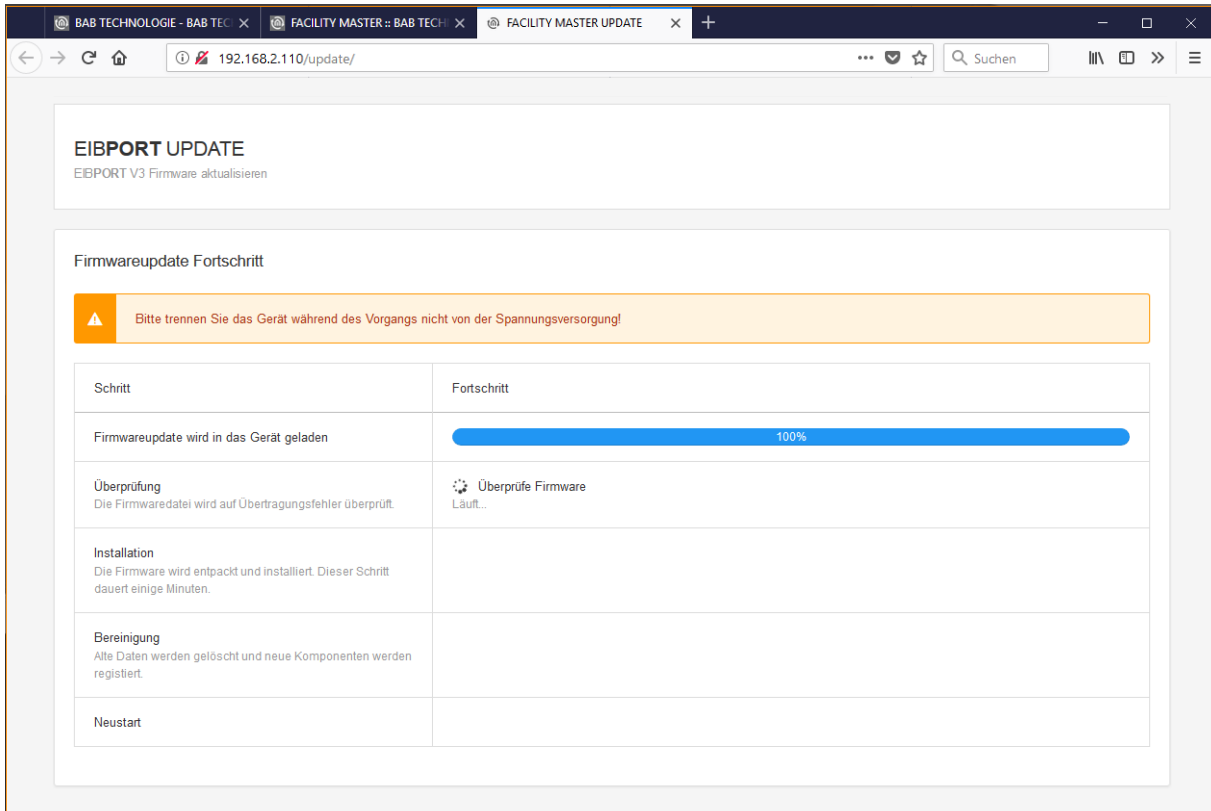 BAB TECHNOLOGIE - BAB TEC
FACILITY MASTER :: BAB TECH
FACILITY MASTER UPDATE
192.168.2.110/update/
Suchen
EIBPORT UPDATE
EIBPORT V3 Firmware aktualisieren
Firmwareupdate Fortschritt
Bitte trennen Sie das Gerät während des Vorgangs nicht von der Spannungsversorgung!
Schritt
Fortschritt
Firmwareupdate wird in das Gerät geladen
100%
Überprüfung
Die Firmwaredatei wird auf Übertragungsfehler überprüft.
Überprüfe Firmware
Läuft...
Installation
Die Firmware wird entpackt und installiert. Dieser Schritt
dauert einige Minuten.
Bereinigung
Alte Daten werden gelöscht und neue Komponenten werden
registiert.
Neustart